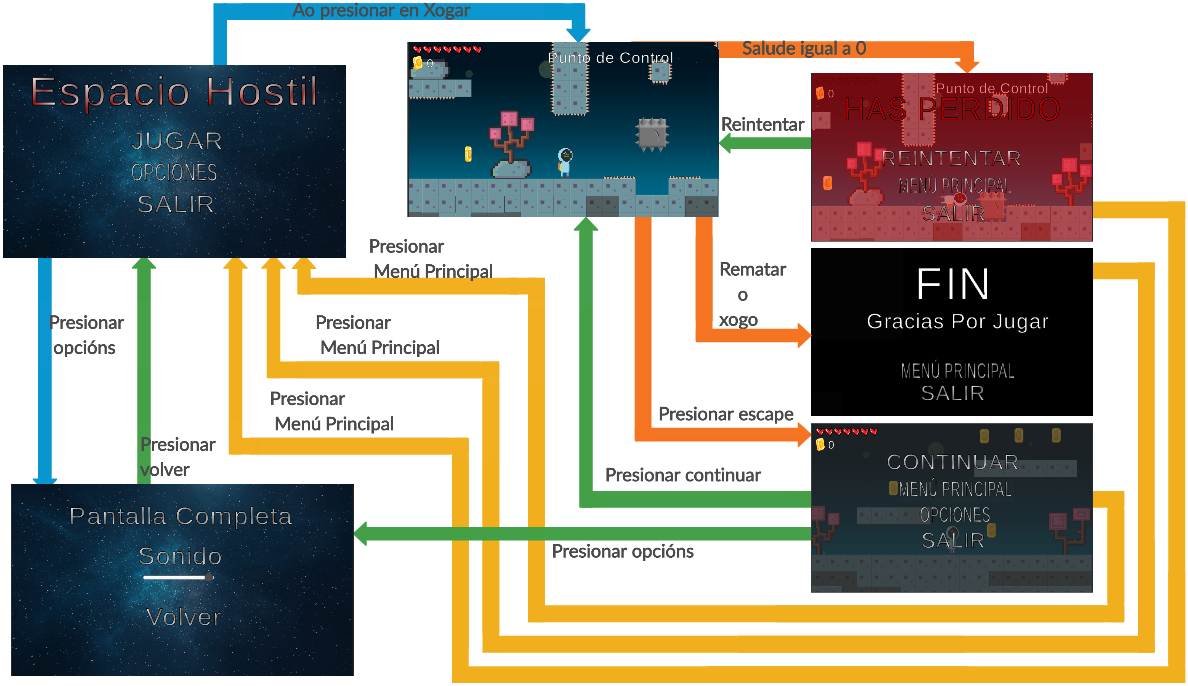 Ao presionar en Xogar
Punto de Control
0
Salude igual a 0
Espacio Hostil
JUGAR
OPCIONES
SALIR
Reintentar
0
Punto de Control
HAS PERDIDO
REINTENTAR
MENÚ PRINCIPAL
SALIR
Presionar
Menú Principal
Rematar
o
xogo
FIN
Gracias Por Jugar
MENÚ PRINCIPAL
SALIR
Presionar
opcións
Presionar
Menú Principal
Presionar
Menú Principal
Presionar escape
Presionar
volver
Presionar continuar
0
CONTINUAR
MENÚ PRINCIPAL
OPCIONES
SALIR
Presionar opcións
Pantalla Completa
Sonido
Volver